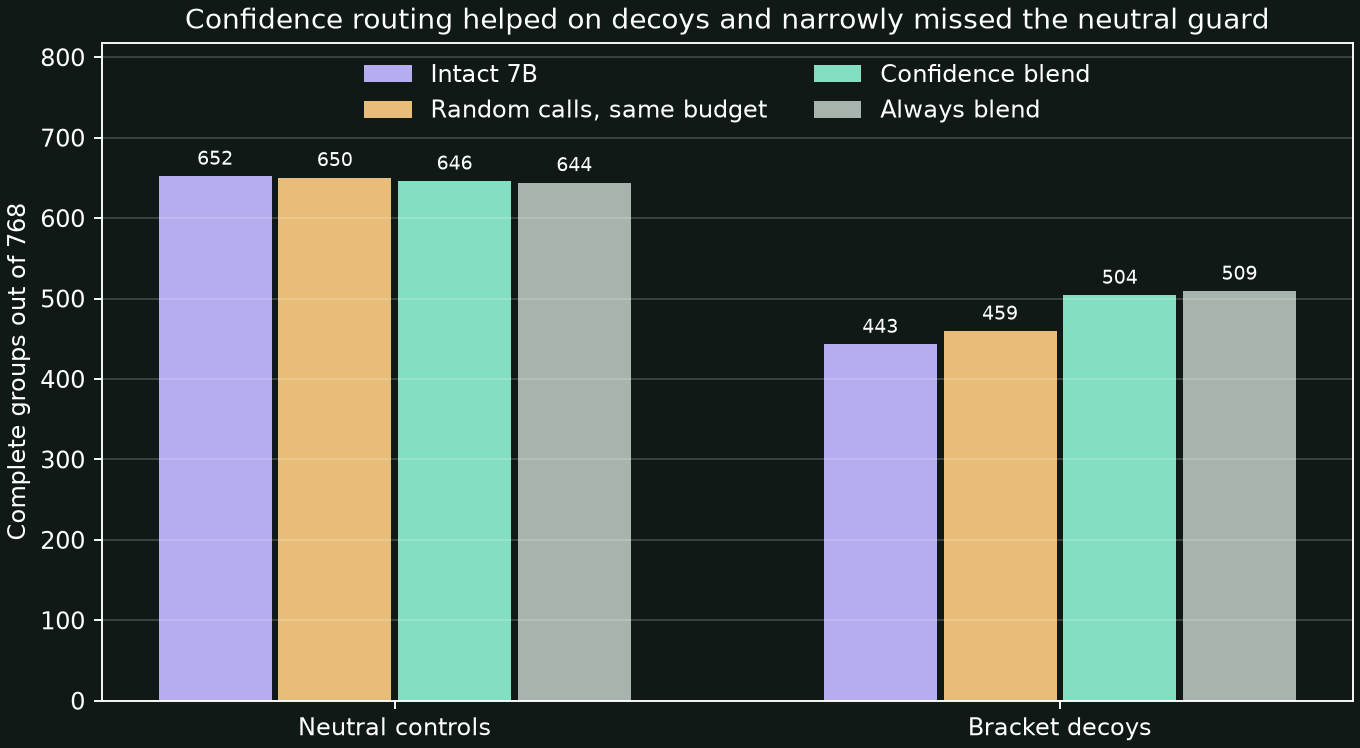 Confidence routing helped on decoys and narrowly missed the neutral guard
Complete groups out of 768
800
700
600
500
400
300
200
100
0
Intact 7B
Random calls, same budget
Confidence blend
Always blend
652
650
646
644
443
459
504
509
Neutral controls
Bracket decoys